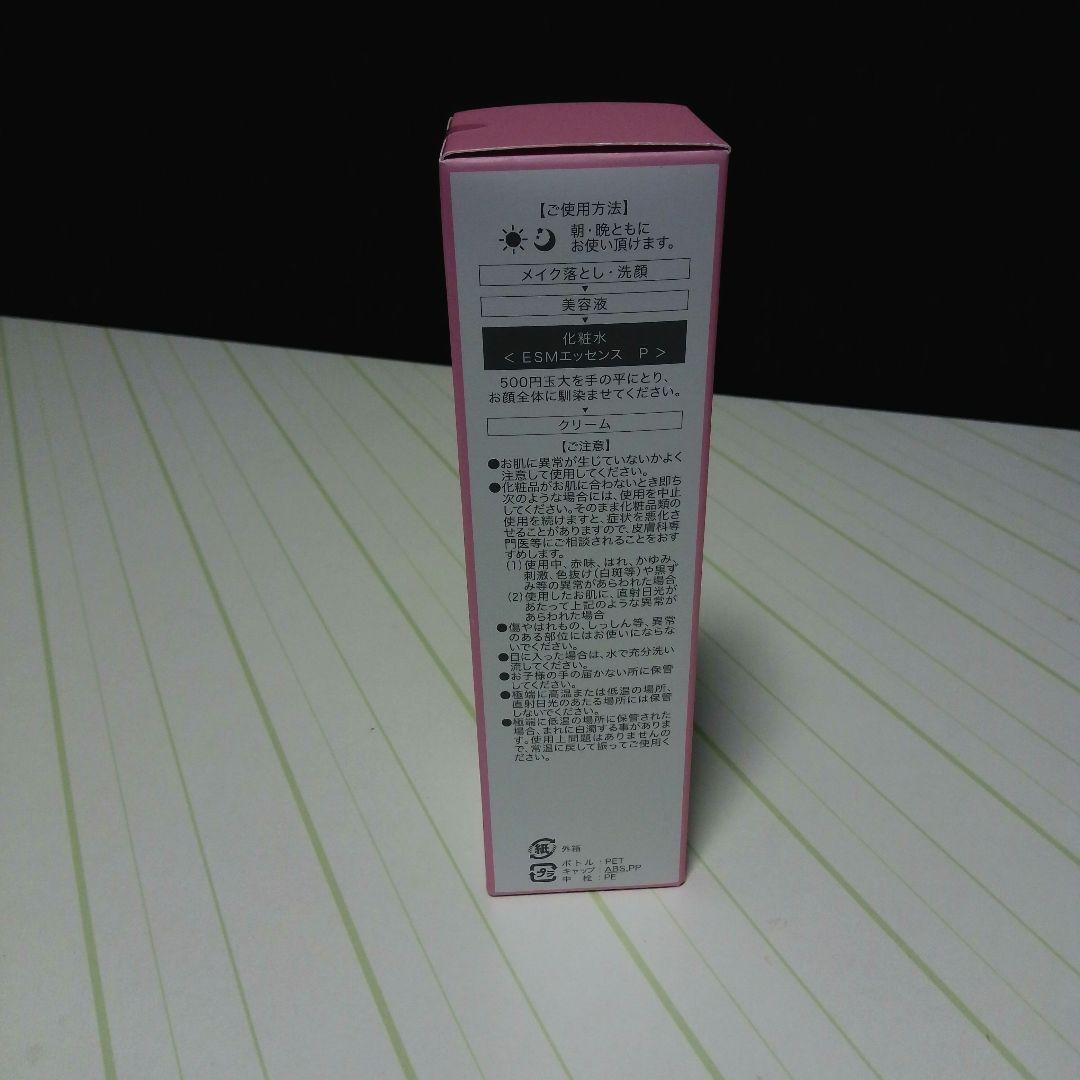 【ご使用方法】
朝・晩ともに
お使い頂けます。
メイク落とし・洗顔
▼
美容液
▼
化粧水
＜ ESMエッセンス　P ＞
500円玉大を手の平にとり、
お顔全体に馴染ませてください。
▼
クリーム
【ご注意】
●お肌に異常が生じていないかよく
注意して使用してください。
●化粧品がお肌に合わないとき即ち
次のような場合には、使用を中止
してください。そのまま化粧品類の
使用を続けますと、症状を悪化さ
せることがありますので、皮膚科専
門医等にご相談されることをおす
すめします。
(1)使用中、赤味、はれ、かゆみ、
刺激、色抜け(白斑等)や黒ず
み等の異常があらわれた場合
(2)使用したお肌に、直射日光が
あたって上記のような異常が
あらわれた場合
●傷やはれもの、しっしん等、異常
のある部位にはお使いにならな
いでください。
●目に入った場合は、水で充分洗い
流してください。
●お子様の手の届かない所に保管
してください。
●極端に高温または低温の場所、
直射日光のあたる場所には保管
しないでください。
●極端に低温の場所に保管された
場合、まれに白濁する事がありま
す。使用上問題はありませんの
で、常温に戻して振ってご使用く
ださい。
紙 外箱
プラ ボトル：PET
キャップ：ABS,PP
中　栓：PE